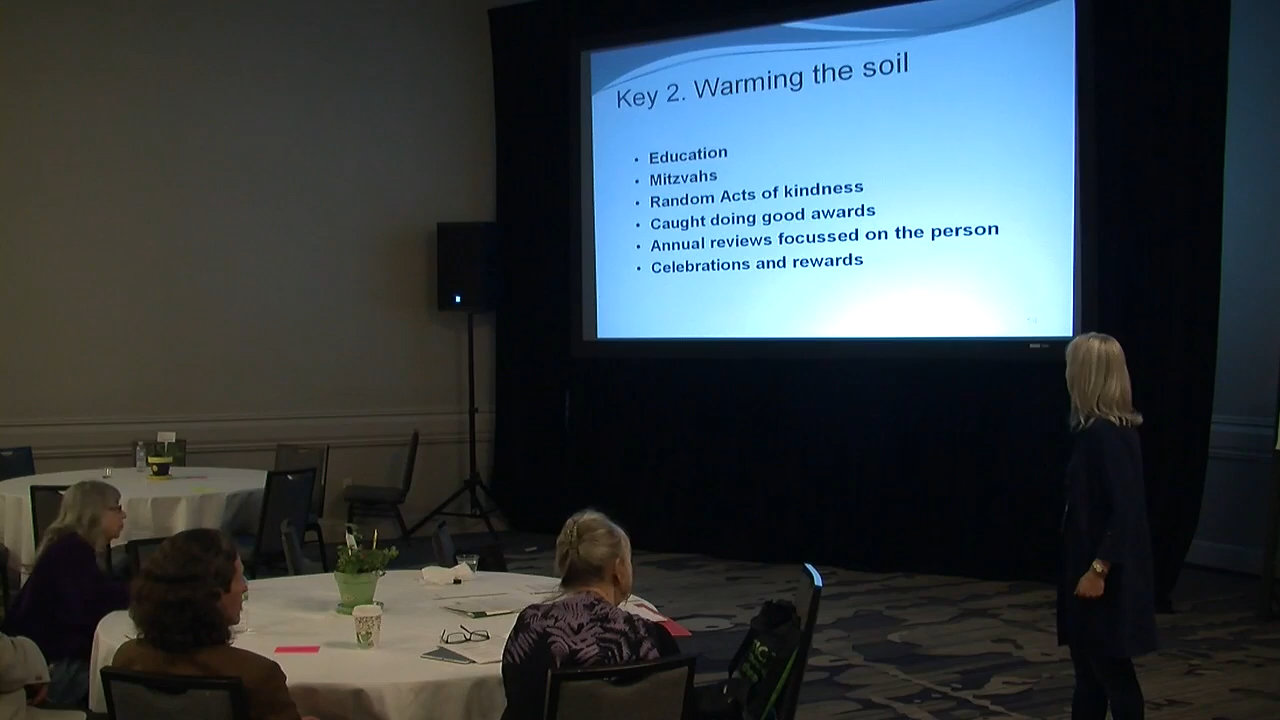 Key 2. Warming the soil
• Education
• Mitzvahs
• Random Acts of kindness
• Caught doing good awards
• Annual reviews focussed on the person
• Celebrations and rewards